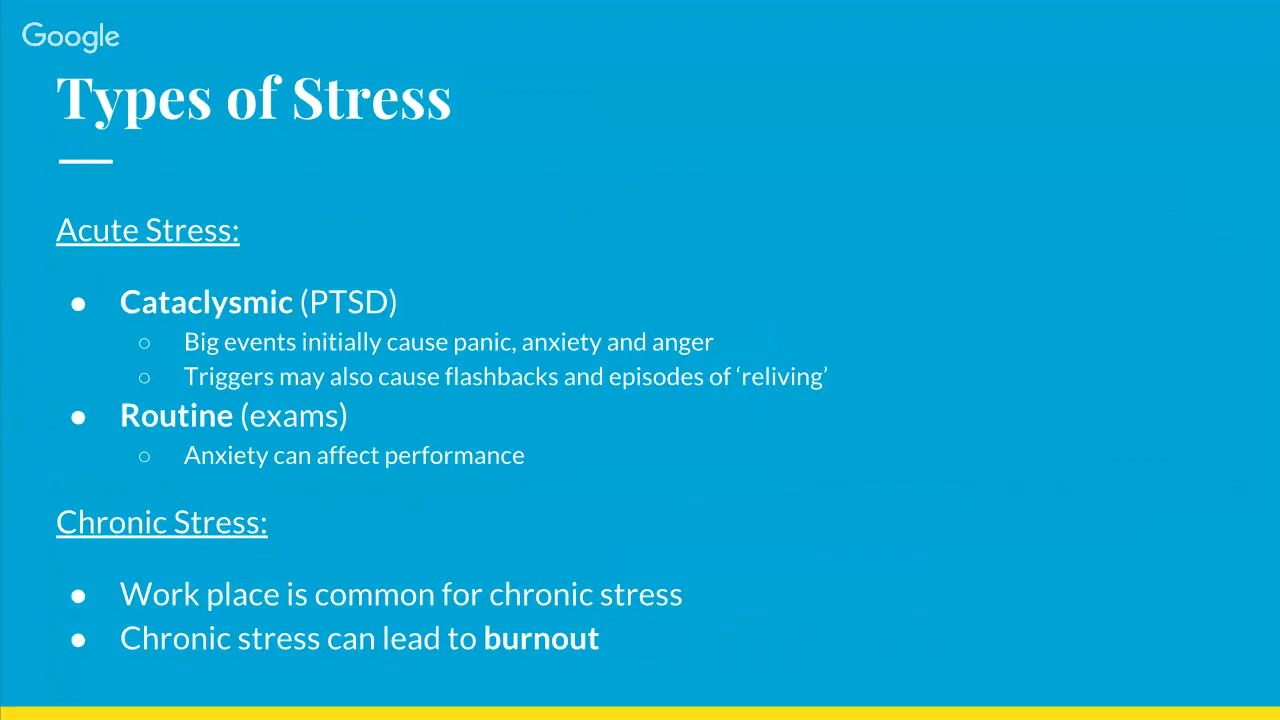 Google
Types of Stress
Acute Stress:
● Cataclysmic (PTSD)
○ Big events initially cause panic, anxiety and anger
○ Triggers may also cause flashbacks and episodes of ‘reliving’
● Routine (exams)
○ Anxiety can affect performance
Chronic Stress:
● Work place is common for chronic stress
● Chronic stress can lead to burnout